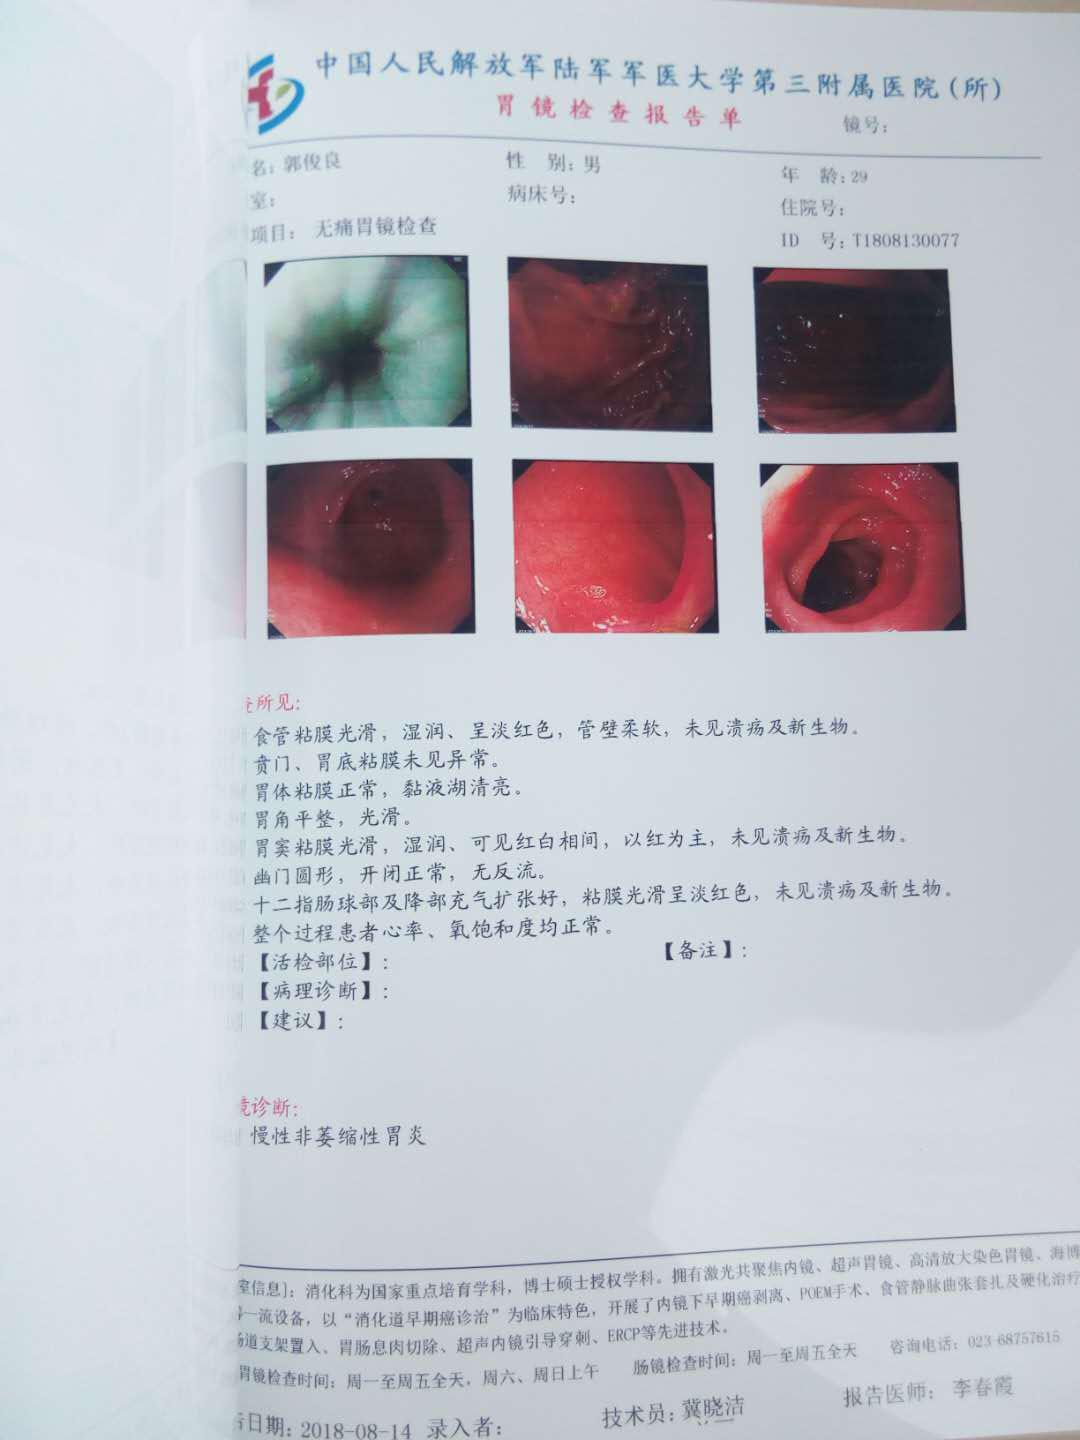 中国人民解放军陆军军医大学第三附属医院(所)
胃镜检查报告单
镜号:
名: 郭俊良 性 别: 男 年 龄: 29
室: 病床号: 住院号:
项目: 无痛胃镜检查 ID 号: T1808130077
查所见:
食管粘膜光滑，湿润、呈淡红色，管壁柔软，未见溃疡及新生物。
贲门、胃底粘膜未见异常。
胃体粘膜正常，黏液湖清亮。
胃角平整，光滑。
胃窦粘膜光滑，湿润、可见红白相间，以红为主，未见溃疡及新生物。
幽门圆形，开闭正常，无反流。
十二指肠球部及降部充气扩张好，粘膜光滑呈淡红色，未见溃疡及新生物。
整个过程患者心率、氧饱和度均正常。
【活检部位】: 【备注】:
【病理诊断】:
【建议】:
镜诊断:
慢性非萎缩性胃炎
室信息]: 消化科为国家重点培育学科，博士硕士授权学科。拥有激光共聚焦内镜、超声胃镜、高清放大染色胃镜、海博
一流设备，以“消化道早期癌诊治”为临床特色，开展了内镜下早期癌剥离、POEM手术、食管静脉曲张套扎及硬化治疗
肠道支架置入、胃肠息肉切除、超声内镜引导穿刺、ERCP等先进技术。
胃镜检查时间: 周一至周五全天，周六、周日上午 肠镜检查时间: 周一至周五全天 咨询电话: 023-68757615
告日期: 2018-08-14 录入者: 技术员: 冀晓洁 报告医师: 李春霞